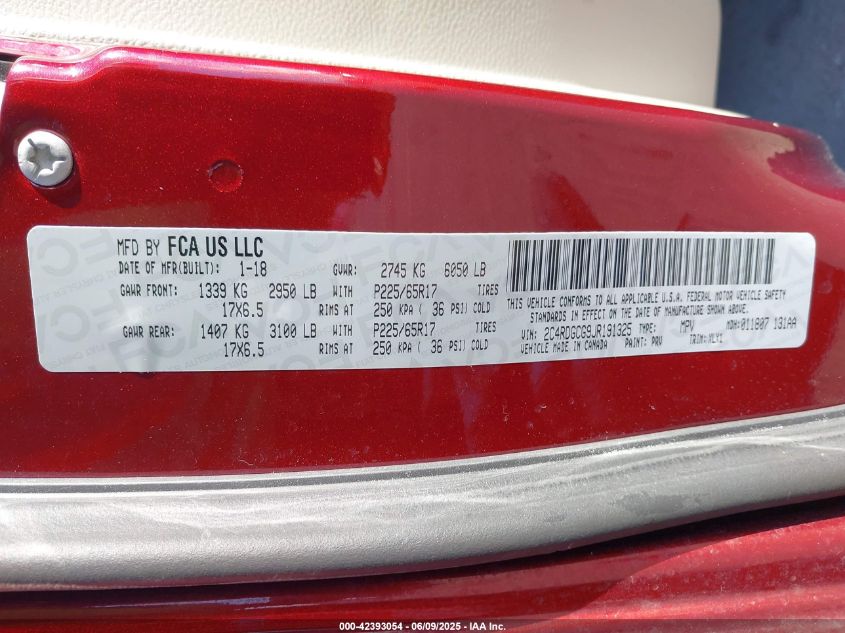 MFD BY FCA US LLC
DATE OF MFR(BUILT): 1-18 GVWR: 2745 KG 6050 LB
GAWR FRONT: 1339 KG 2950 LB WITH P225/65R17 TIRES
17X6.5 RIMS AT 250 KPA ( 36 PSI) COLD
GAWR REAR: 1407 KG 3100 LB WITH P225/65R17 TIRES
17X6.5 RIMS AT 250 KPA ( 36 PSI) COLD
THIS VEHICLE CONFORMS TO ALL APPLICABLE U.S.A. FEDERAL MOTOR VEHICLE SAFETY
STANDARDS IN EFFECT ON THE DATE OF MANUFACTURE SHOWN ABOVE.
VIN: 2C4RDGCG9JR191325 TYPE: MPV MDH:011807 131AA
VEHICLE MADE IN CANADA PAINT: PRV TRIM:
000-42393054 / 06/09/2025 - IAA Inc.